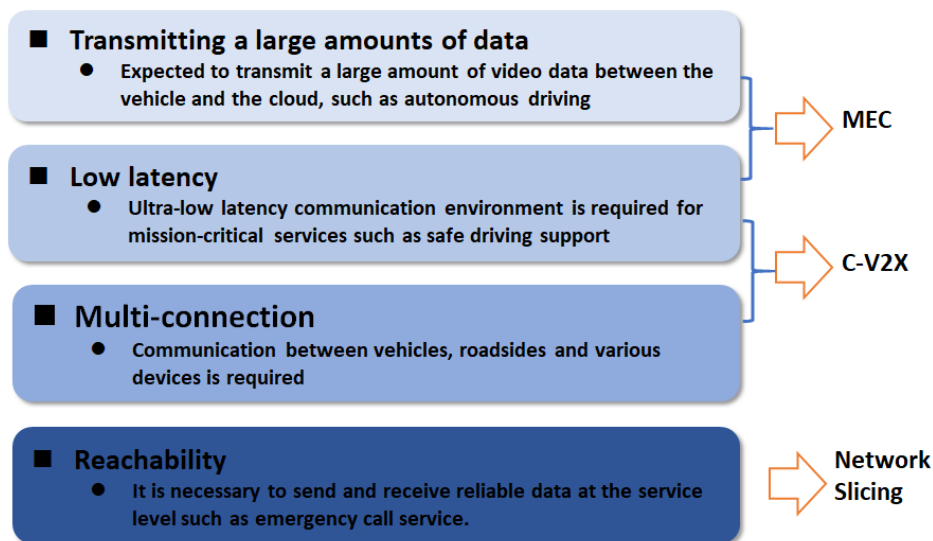 Transmitting a large amounts of data
Expected to transmit a large amount of video data between the
vehicle and the cloud, such as autonomous driving
MEC
Low latency
Ultra-low latency communication environment is required for
mission-critical services such as safe driving support
C-V2X
Multi-connection
Communication between vehicles, roadsides and various
devices is required
Reachability
It is necessary to send and receive reliable data at the service
level such as emergency call service.
Network
Slicing